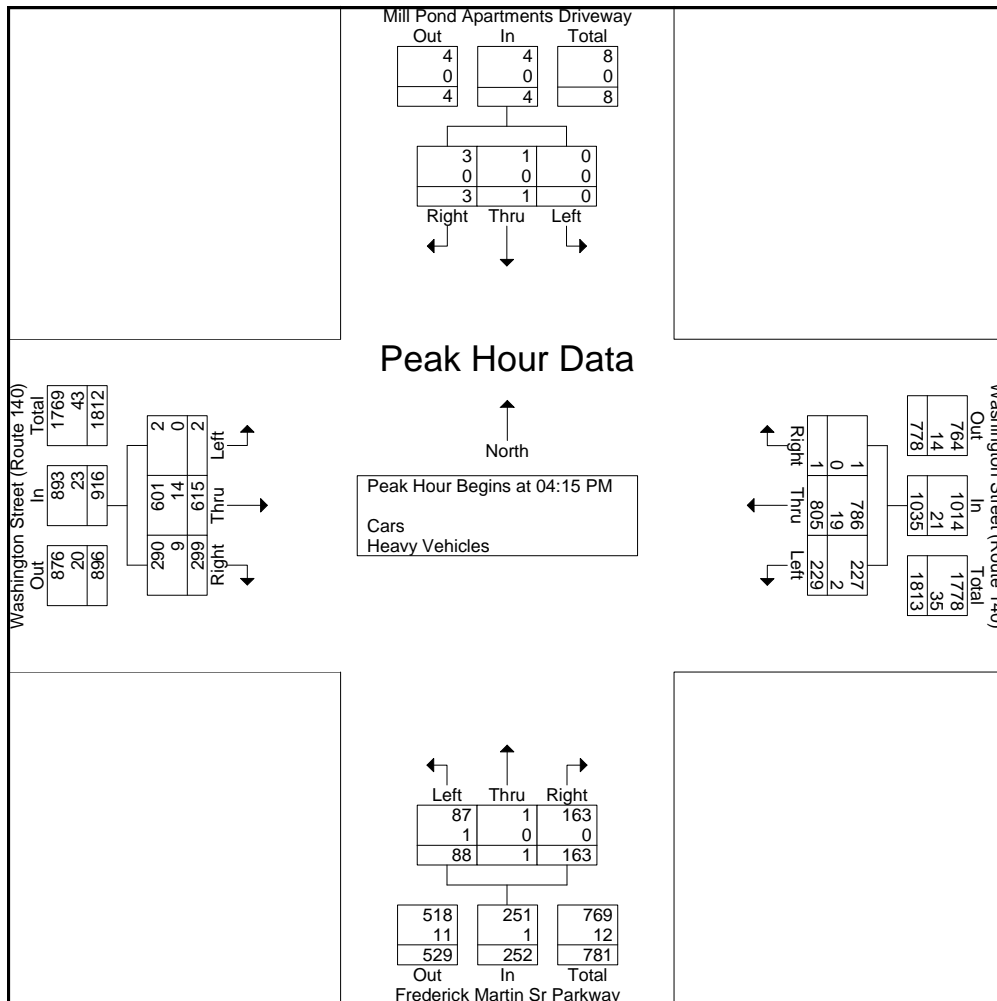 Mill Pond Apartments Driveway
Out In Total
4 4 8
0 0 0
4 4 8
3 1 0
0 0 0
3 1 0
Right Thru Left
Peak Hour Data
North
Peak Hour Begins at 04:15 PM
Cars
Heavy Vehicles
Washington Street (Route 140)
Out In Total
876 893 1769
20 23 43
896 916 1812
290 601 2
9 14 0
299 615 2
Right Thru Left
Washington Street (Route 140)
Out In Total
764 1014 1778
14 21 35
778 1035 1813
1 786 227
0 19 2
1 805 229
Right Thru Left
Left Thru Right
87 1 163
1 0 0
88 1 163
518 251 769
11 1 12
529 252 781
Out In Total
Frederick Martin Sr Parkway